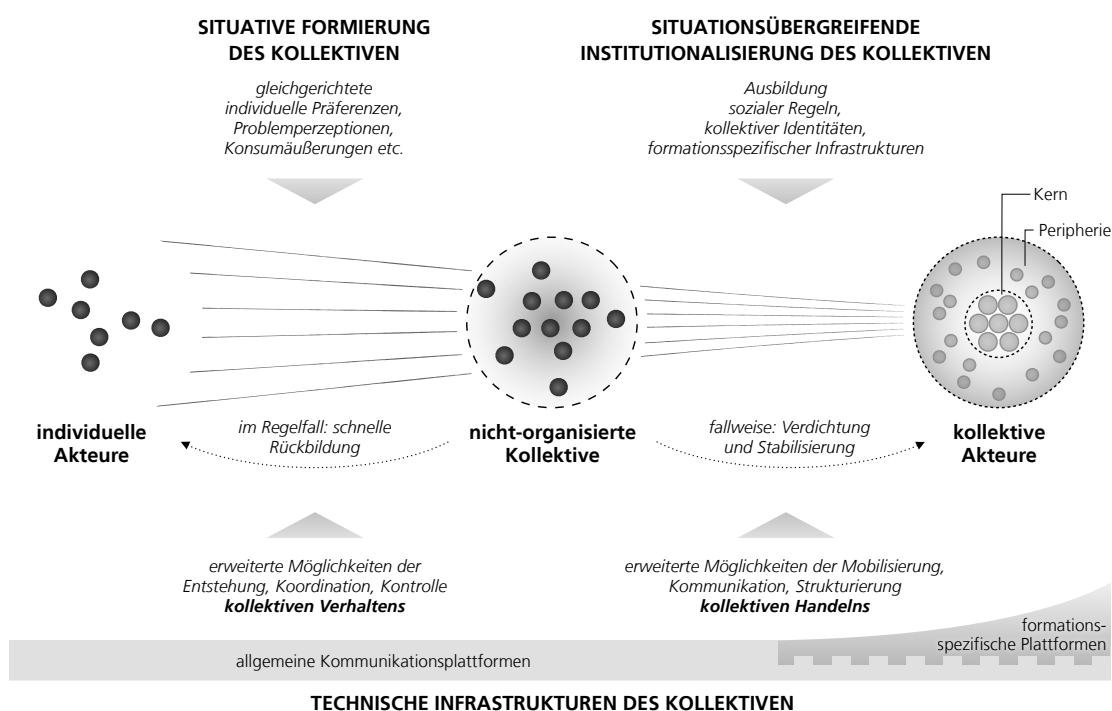 SITUATIVE FORMIERUNG
DES KOLLEKTIVEN
gleichgerichtete
individuelle Präferenzen,
Problemperzeptionen,
Konsumäußerungen etc.
SITUATIONSÜBERGREIFENDE
INSTITUTIONALISIERUNG DES KOLLEKTIVEN
Ausbildung
sozialer Regeln,
kollektiver Identitäten,
formationsspezifischer Infrastrukturen
Kern
Peripherie
individuelle
Akteure
im Regelfall: schnelle
Rückbildung
nicht-organisierte
Kollektive
fallweise: Verdichtung
und Stabilisierung
kollektive
Akteure
erweiterte Möglichkeiten der
Entstehung, Koordination, Kontrolle
kollektiven Verhaltens
erweiterte Möglichkeiten der Mobilisierung,
Kommunikation, Strukturierung
kollektiven Handelns
formations-
spezifische Plattformen
allgemeine Kommunikationsplattformen
TECHNISCHE INFRASTRUKTUREN DES KOLLEKTIVEN